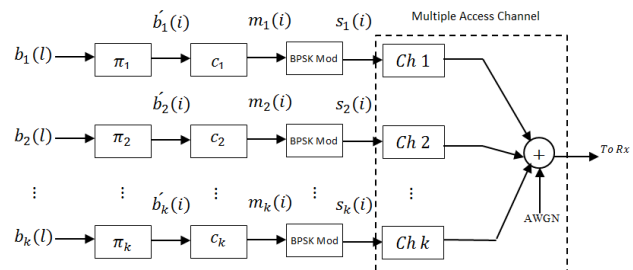 Multiple Access Channel
b́₁(i) m₁(i) s₁(i)
b₁(l) π₁ c₁ BPSK Mod Ch 1
b́₂(i) m₂(i) s₂(i)
b₂(l) π₂ c₂ BPSK Mod Ch 2 + To Rx
⋮ ⋮ ⋮ ⋮ ⋮ ⋮
b́ₖ(i) mₖ(i) sₖ(i) AWGN
bₖ(l) πₖ cₖ BPSK Mod Ch k